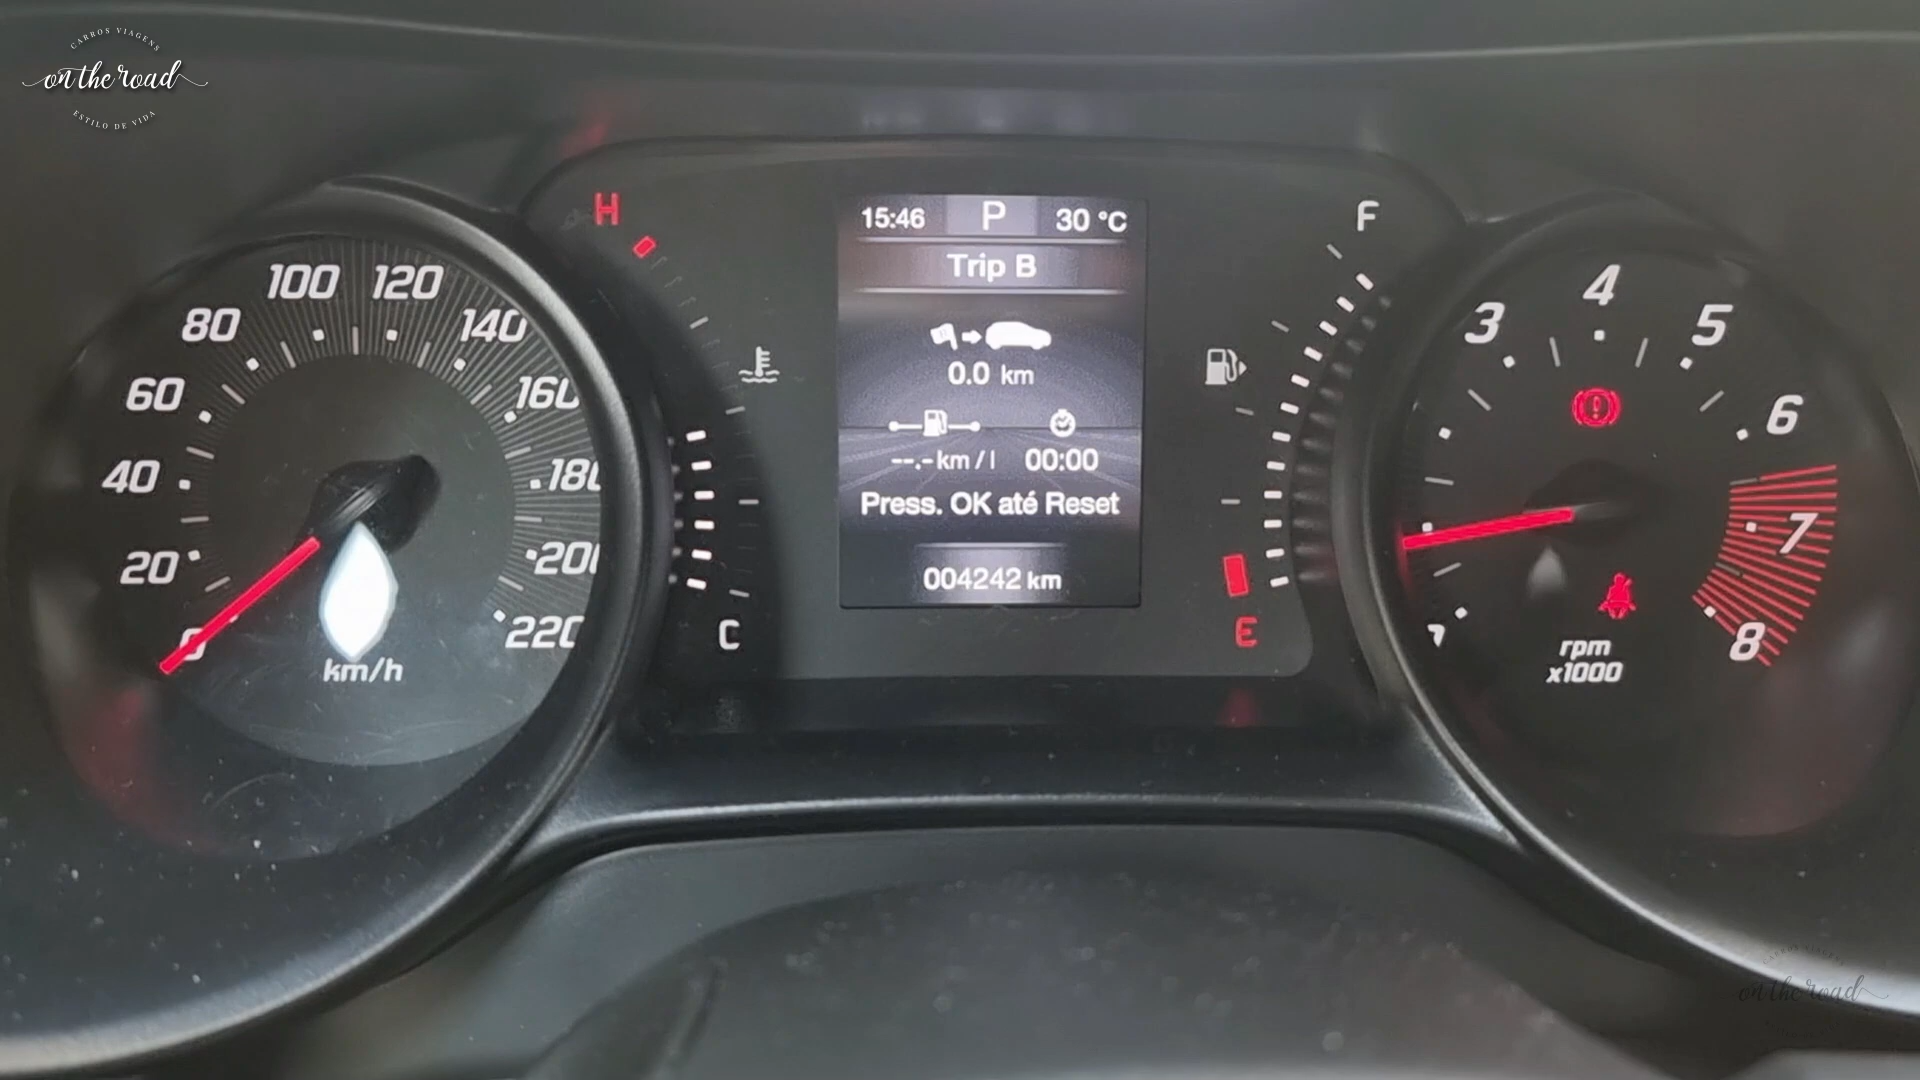 CARROS VIAGENS
on the road
ESTILO DE VIDA
H
F
15:46 P 30 °C
Trip B
0.0 km
--.- km/l 00:00
Press. OK até Reset
004242 km
C
E
0
20
40
60
80
100
120
140
160
180
200
220
km/h
3
4
5
6
7
8
rpm
x1000
on the road